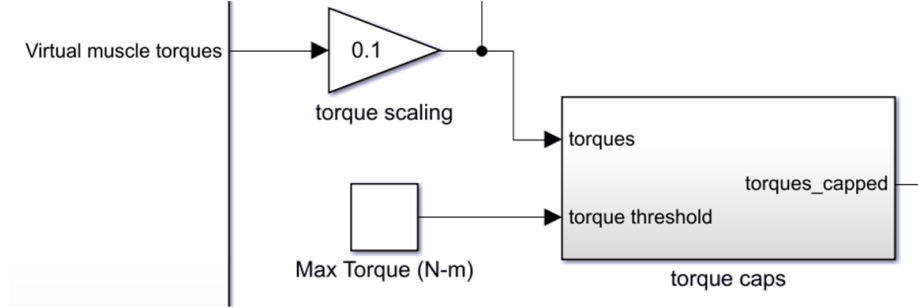 Virtual muscle torques
0.1
torque scaling
torques
torques_capped
torque threshold
Max Torque (N-m)
torque caps